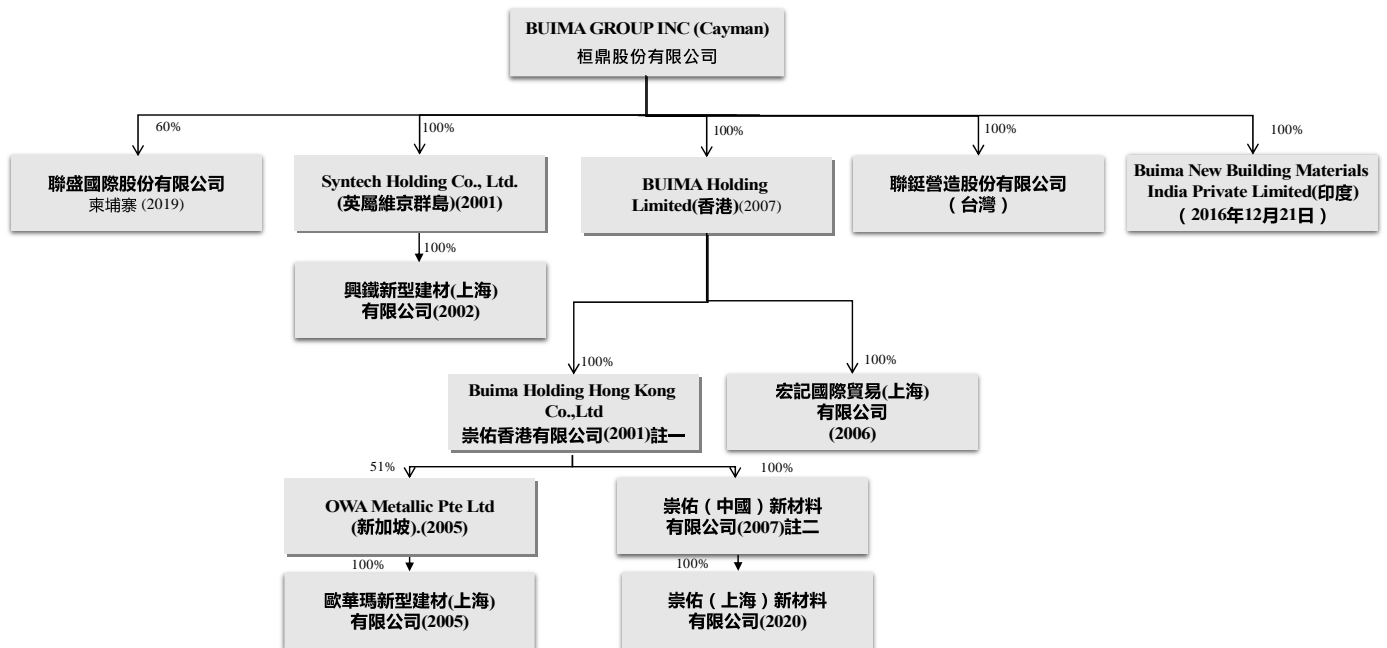 BUIMA GROUP INC (Cayman)
桓鼎股份有限公司
60%
100%
100%
100%
100%
聯盛國際股份有限公司
柬埔寨 (2019)
Syntech Holding Co., Ltd.
(英屬維京群島)(2001)
BUIMA Holding
Limited(香港)(2007)
聯鋌營造股份有限公司
（台灣）
Buima New Building Materials
India Private Limited(印度)
（2016年12月21日）
100%
興鐵新型建材(上海)
有限公司(2002)
100%
100%
Buima Holding Hong Kong
Co.,Ltd
崇佑香港有限公司(2001)註一
宏記國際貿易(上海)
有限公司
(2006)
51%
100%
OWA Metallic Pte Ltd
(新加坡).(2005)
崇佑（中國）新材料
有限公司(2007)註二
100%
100%
歐華瑪新型建材(上海)
有限公司(2005)
崇佑（上海）新材料
有限公司(2020)